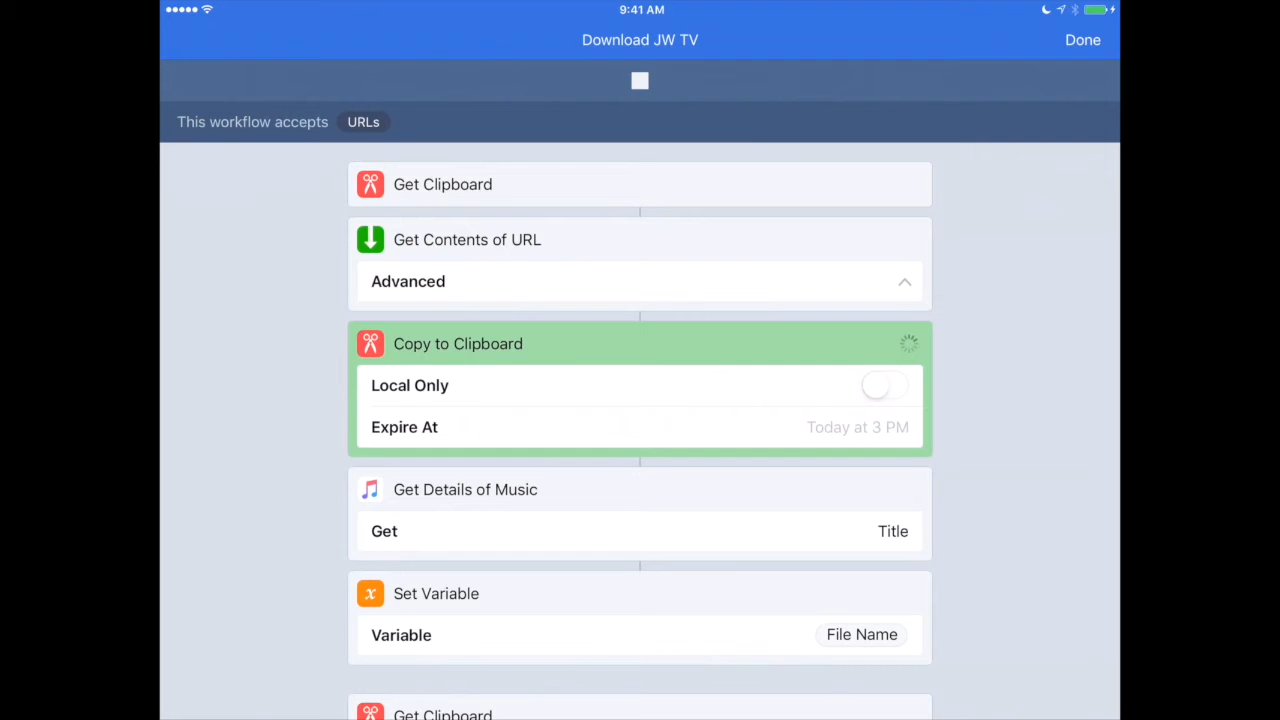 9:41 AM
Download JW TV
Done
This workflow accepts URLs
Get Clipboard
Get Contents of URL
Advanced
Copy to Clipboard
Local Only
Expire At Today at 3 PM
Get Details of Music
Get Title
x Set Variable
Variable File Name
Get Clipboard